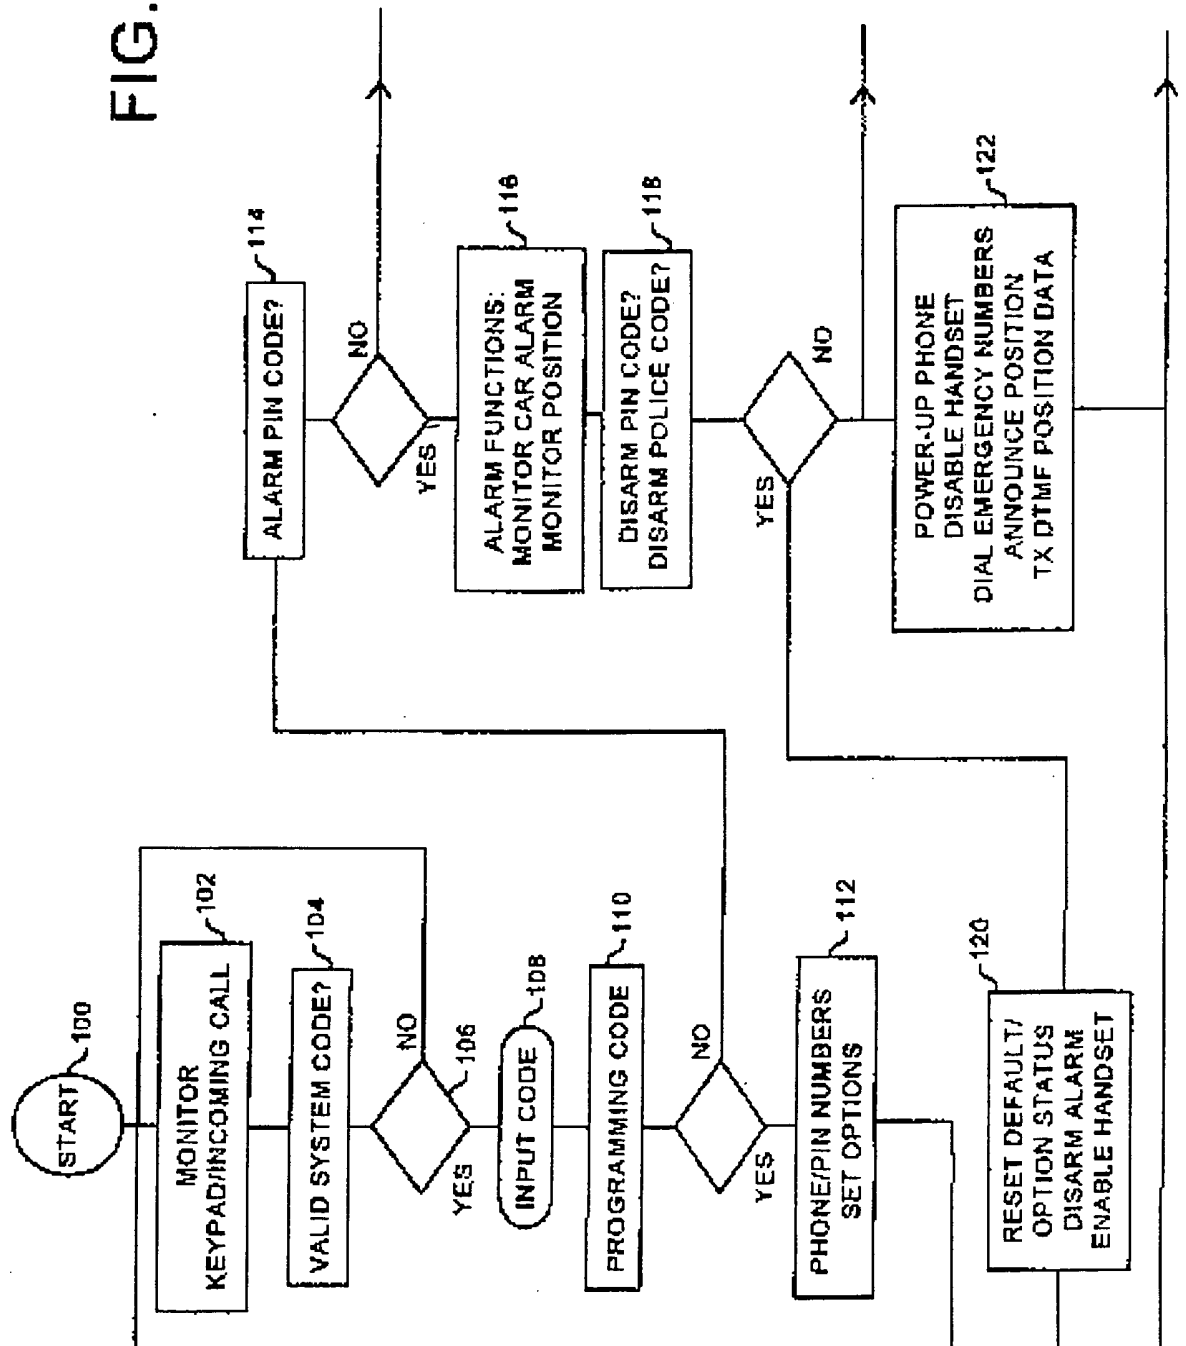 FIG.
START
100
MONITOR
KEYPAD/INCOMING CALL
102
VALID SYSTEM CODE?
104
NO
106
YES
INPUT CODE
108
PROGRAMMING CODE
110
NO
YES
PHONE/PIN NUMBERS
SET OPTIONS
112
RESET DEFAULT/
OPTION STATUS
DISARM ALARM
ENABLE HANDSET
120
ALARM PIN CODE?
114
NO
YES
ALARM FUNCTIONS:
MONITOR CAR ALARM
MONITOR POSITION
116
DISARM PIN CODE?
DISARM POLICE CODE?
118
YES
NO
POWER-UP PHONE
DISABLE HANDSET
DIAL EMERGENCY NUMBERS
ANNOUNCE POSITION
TX DTMF POSITION DATA
122